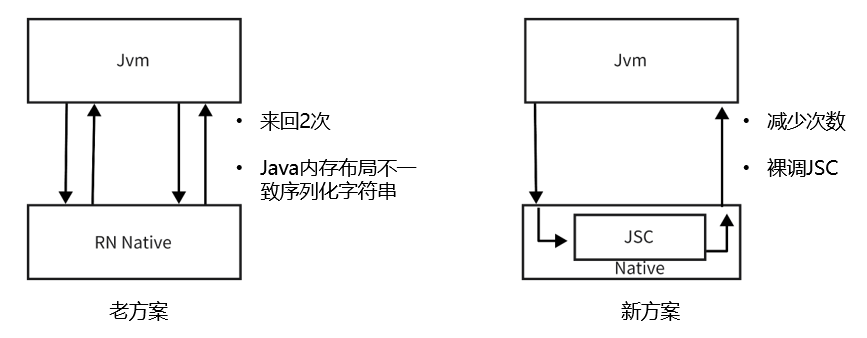 Jvm
• 来回2次
• Java内存布局不一
致序列化字符串
RN Native
老方案
Jvm
• 减少次数
• 裸调JSC
JSC
Native
新方案